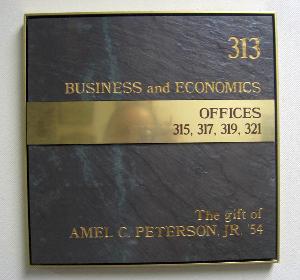 313
BUSINESS and ECONOMICS
OFFICES
315, 317, 319, 321
The gift of
AMEL C. PETERSON, JR. '54